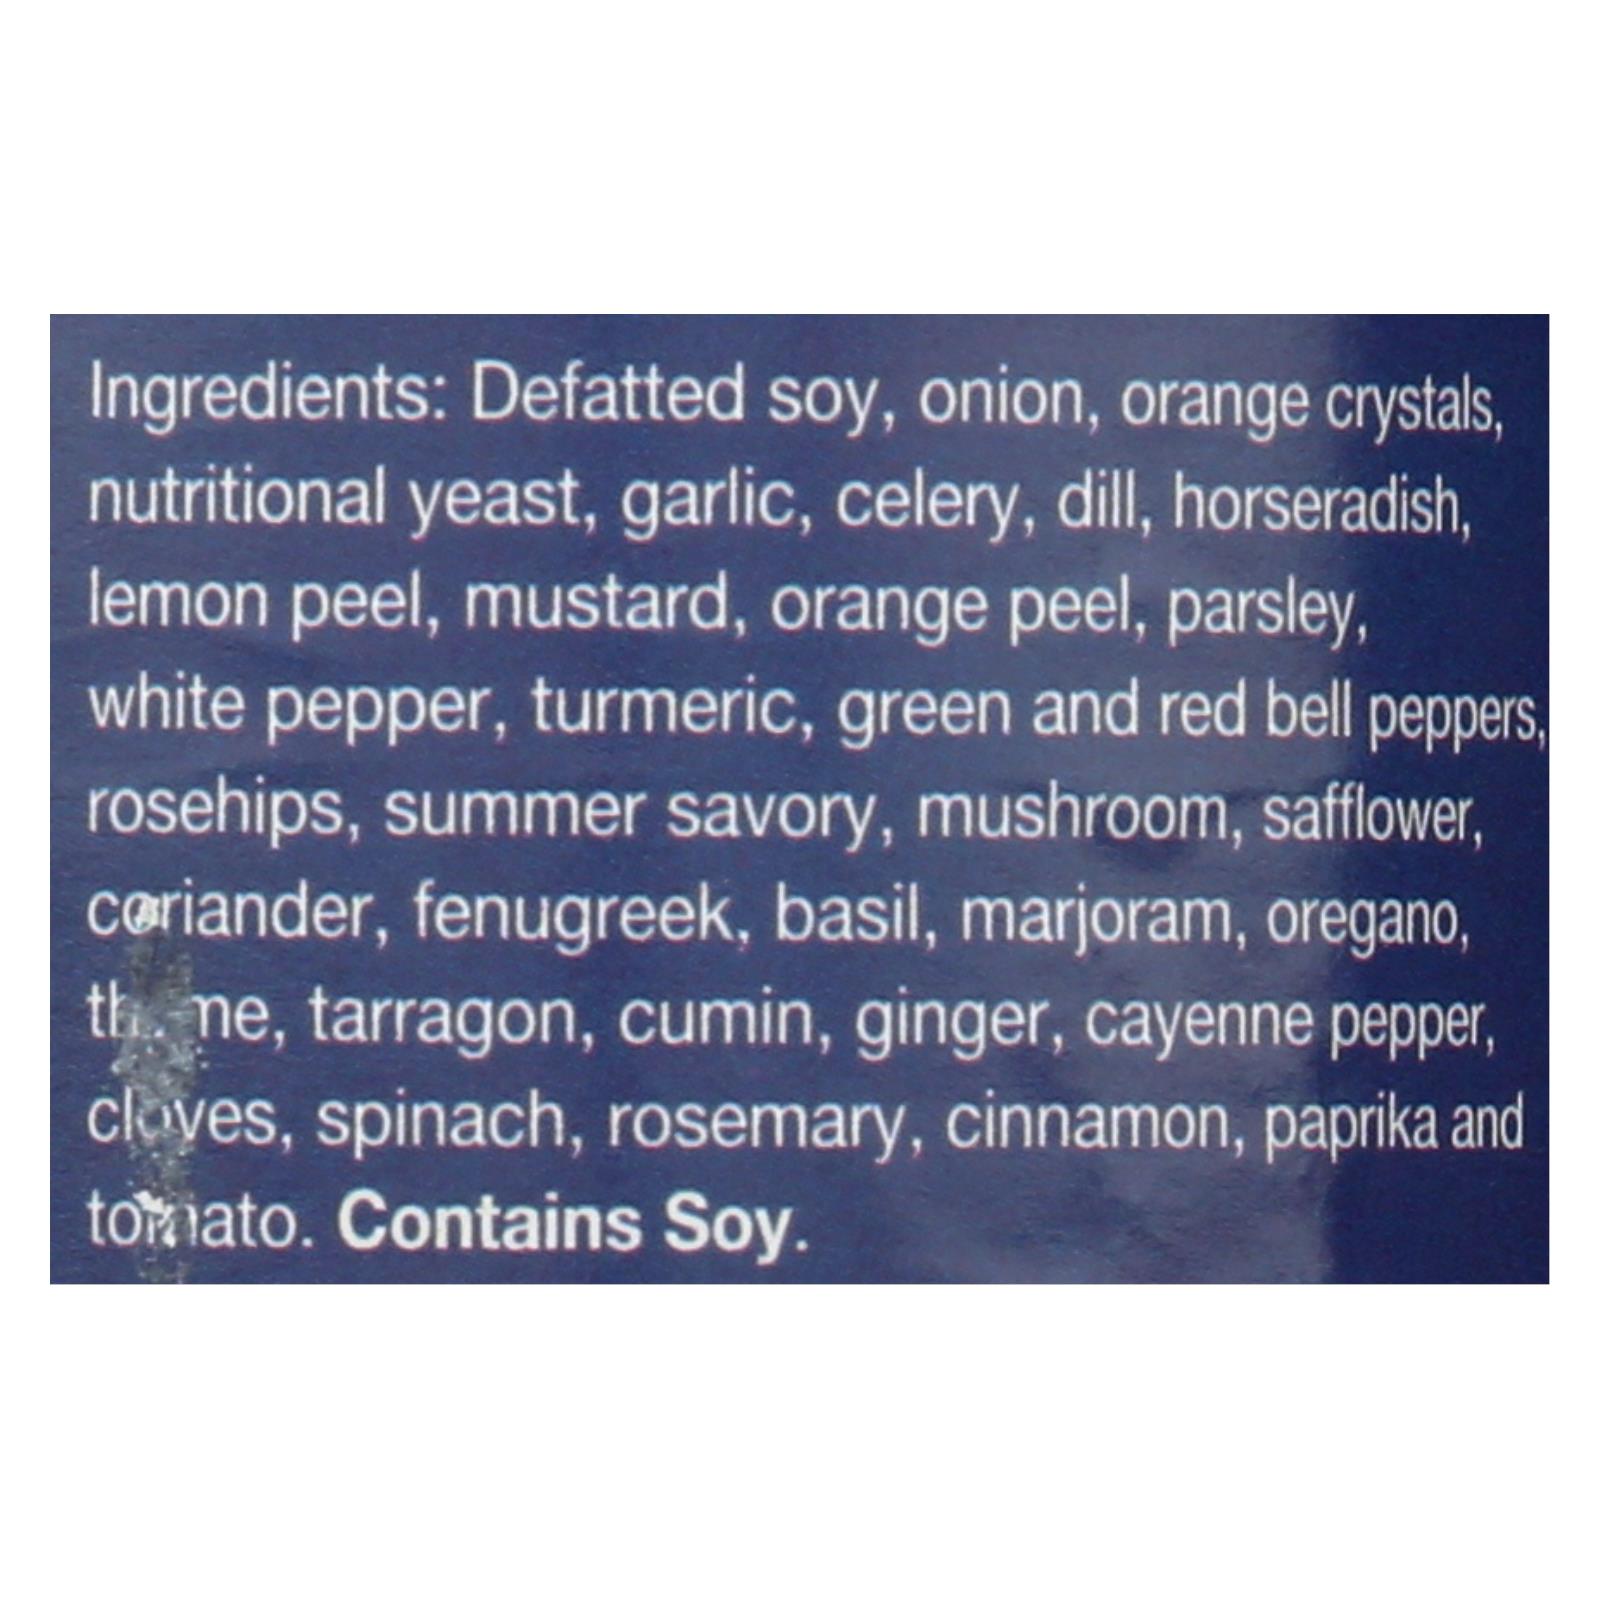 Ingredients: Defatted soy, onion, orange crystals,
nutritional yeast, garlic, celery, dill, horseradish,
lemon peel, mustard, orange peel, parsley,
white pepper, turmeric, green and red bell peppers,
rosehips, summer savory, mushroom, safflower,
coriander, fenugreek, basil, marjoram, oregano,
thyme, tarragon, cumin, ginger, cayenne pepper,
cloves, spinach, rosemary, cinnamon, paprika and
tomato. Contains Soy.